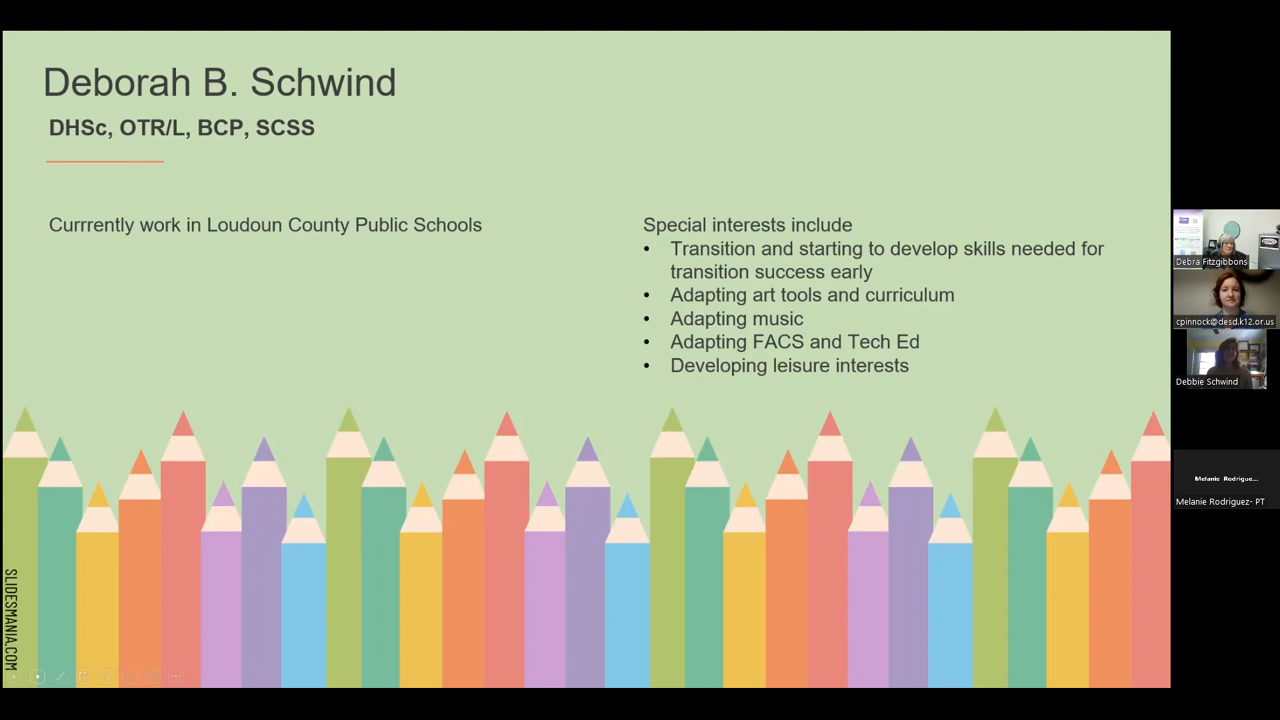 Deborah B. Schwind
DHSc, OTR/L, BCP, SCSS
Currrently work in Loudoun County Public Schools
Special interests include
• Transition and starting to develop skills needed for
transition success early
• Adapting art tools and curriculum
• Adapting music
• Adapting FACS and Tech Ed
• Developing leisure interests
SLIDESMANIA.COM
Debra Fitzgibbons
cpinnock@desd.k12.or.us
Debbie Schwind
Melanie Rodrigue...
Melanie Rodriguez- PT